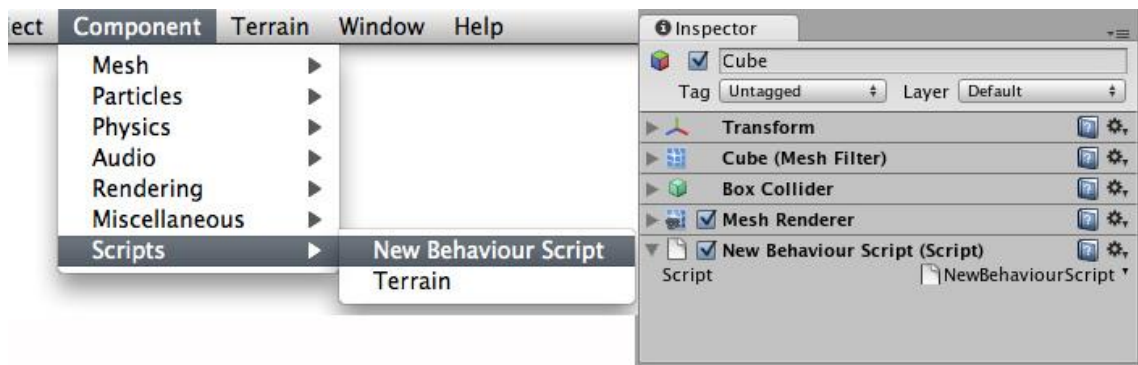 ect Component Terrain Window Help
Mesh
Particles
Physics
Audio
Rendering
Miscellaneous
Scripts
New Behaviour Script
Terrain
Inspector
Cube
Tag Untagged Layer Default
Transform
Cube (Mesh Filter)
Box Collider
Mesh Renderer
New Behaviour Script (Script)
Script NewBehaviourScript